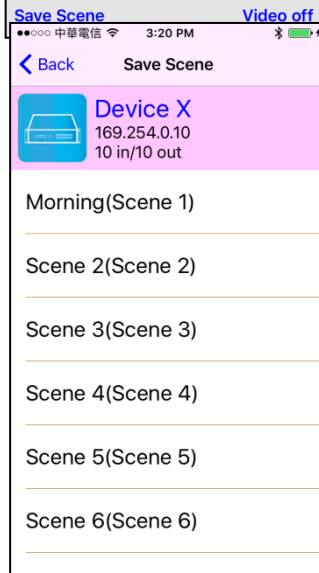 Save Scene Video off
中華電信 3:20 PM
Back Save Scene
Device X
169.254.0.10
10 in/10 out
Morning(Scene 1)
Scene 2(Scene 2)
Scene 3(Scene 3)
Scene 4(Scene 4)
Scene 5(Scene 5)
Scene 6(Scene 6)